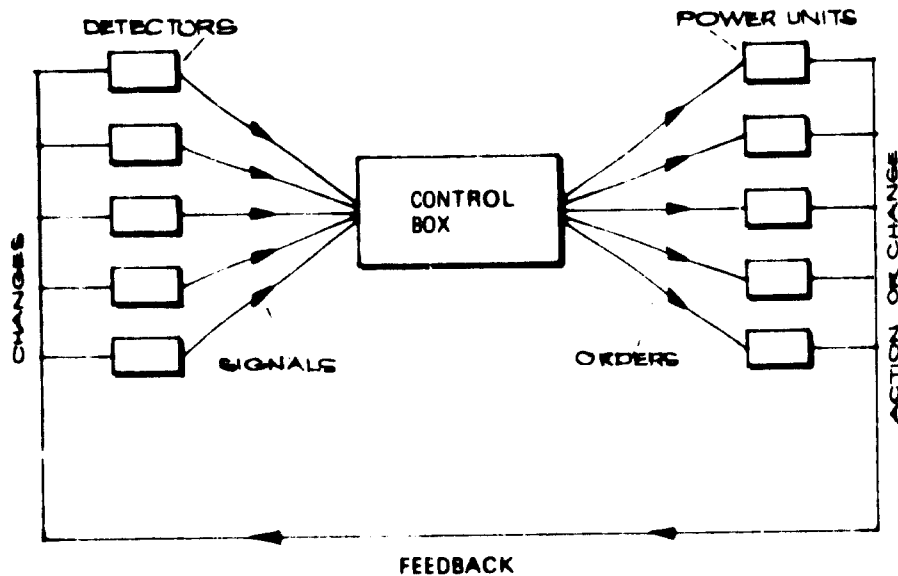 DETECTORS
POWER UNITS
CONTROL
BOX
CHANGES
ACTION OR CHANGE
SIGNALS
ORDERS
FEEDBACK